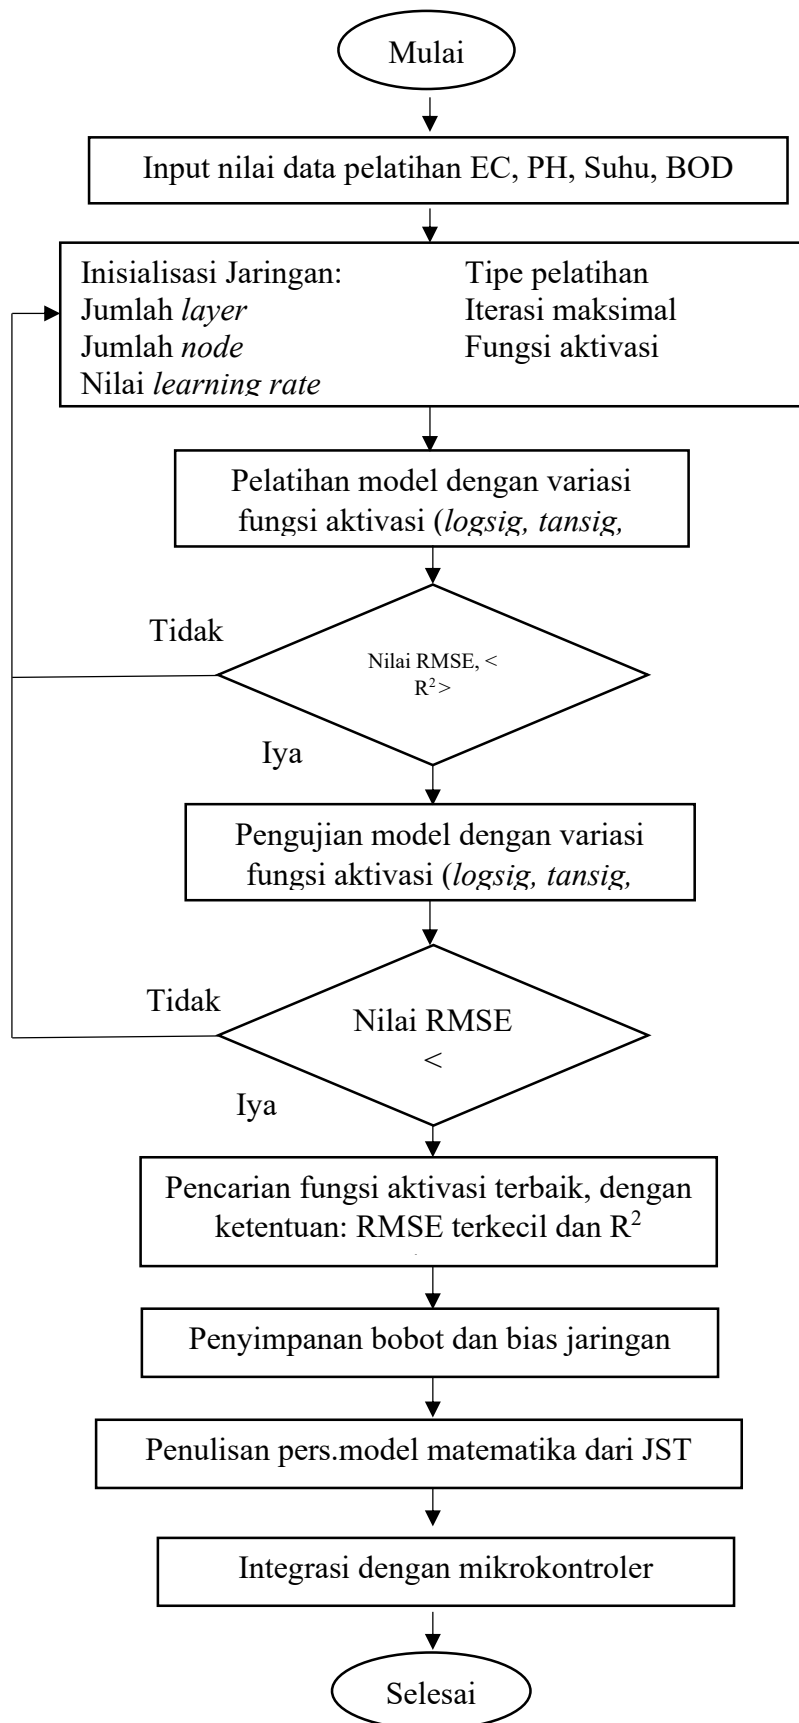 Mulai
Input nilai data pelatihan EC, PH, Suhu, BOD
Inisialisasi Jaringan:
Jumlah layer
Jumlah node
Nilai learning rate
Tipe pelatihan
Iterasi maksimal
Fungsi aktivasi
Pelatihan model dengan variasi
fungsi aktivasi (logsig, tansig,
Tidak
Nilai RMSE, <
R² >
Iya
Pengujian model dengan variasi
fungsi aktivasi (logsig, tansig,
Tidak
Nilai RMSE
<
Iya
Pencarian fungsi aktivasi terbaik, dengan
ketentuan: RMSE terkecil dan R²
Penyimpanan bobot dan bias jaringan
Penulisan pers.model matematika dari JST
Integrasi dengan mikrokontroler
Selesai